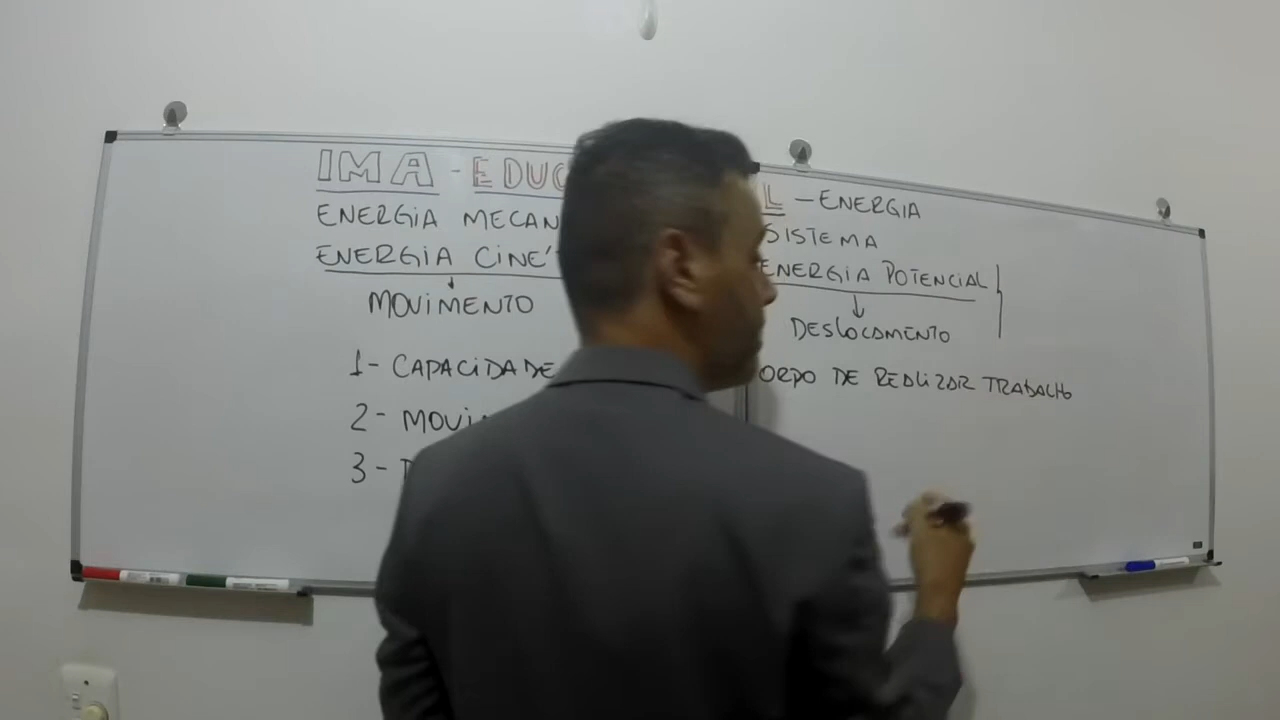 IMA - EDUC L - ENERGIA
ENERGIA MECAN SISTEMA
ENERGIA CINÉ ENERGIA POTENCIAL
MOVIMENTO DESLOCAMENTO
1- CAPACIDADE ORPO DE REALIZAR TRABALHO
2- MOVI
3-